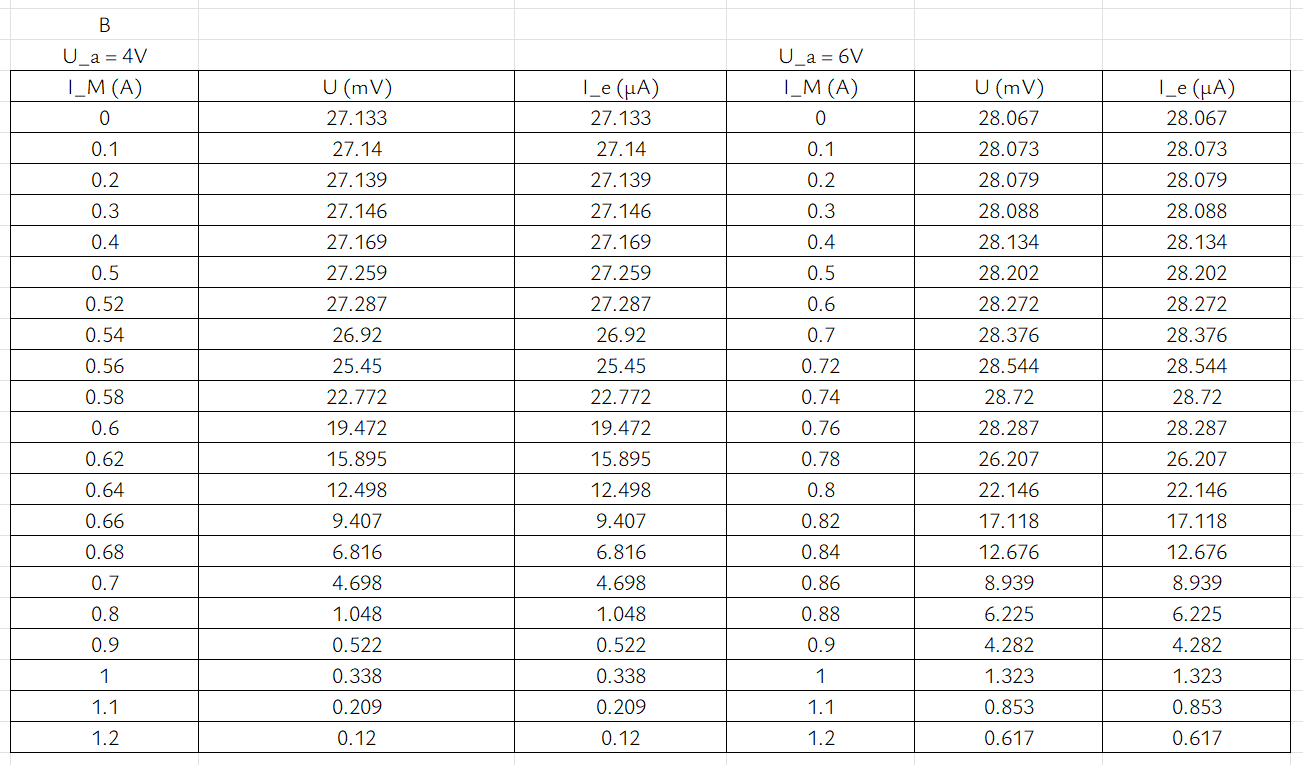 B
U_a = 4V U_a = 6V
I_M (A) U (mV) I_e (μA) I_M (A) U (mV) I_e (μA)
0 27.133 27.133 0 28.067 28.067
0.1 27.14 27.14 0.1 28.073 28.073
0.2 27.139 27.139 0.2 28.079 28.079
0.3 27.146 27.146 0.3 28.088 28.088
0.4 27.169 27.169 0.4 28.134 28.134
0.5 27.259 27.259 0.5 28.202 28.202
0.52 27.287 27.287 0.6 28.272 28.272
0.54 26.92 26.92 0.7 28.376 28.376
0.56 25.45 25.45 0.72 28.544 28.544
0.58 22.772 22.772 0.74 28.72 28.72
0.6 19.472 19.472 0.76 28.287 28.287
0.62 15.895 15.895 0.78 26.207 26.207
0.64 12.498 12.498 0.8 22.146 22.146
0.66 9.407 9.407 0.82 17.118 17.118
0.68 6.816 6.816 0.84 12.676 12.676
0.7 4.698 4.698 0.86 8.939 8.939
0.8 1.048 1.048 0.88 6.225 6.225
0.9 0.522 0.522 0.9 4.282 4.282
1 0.338 0.338 1 1.323 1.323
1.1 0.209 0.209 1.1 0.853 0.853
1.2 0.12 0.12 1.2 0.617 0.617